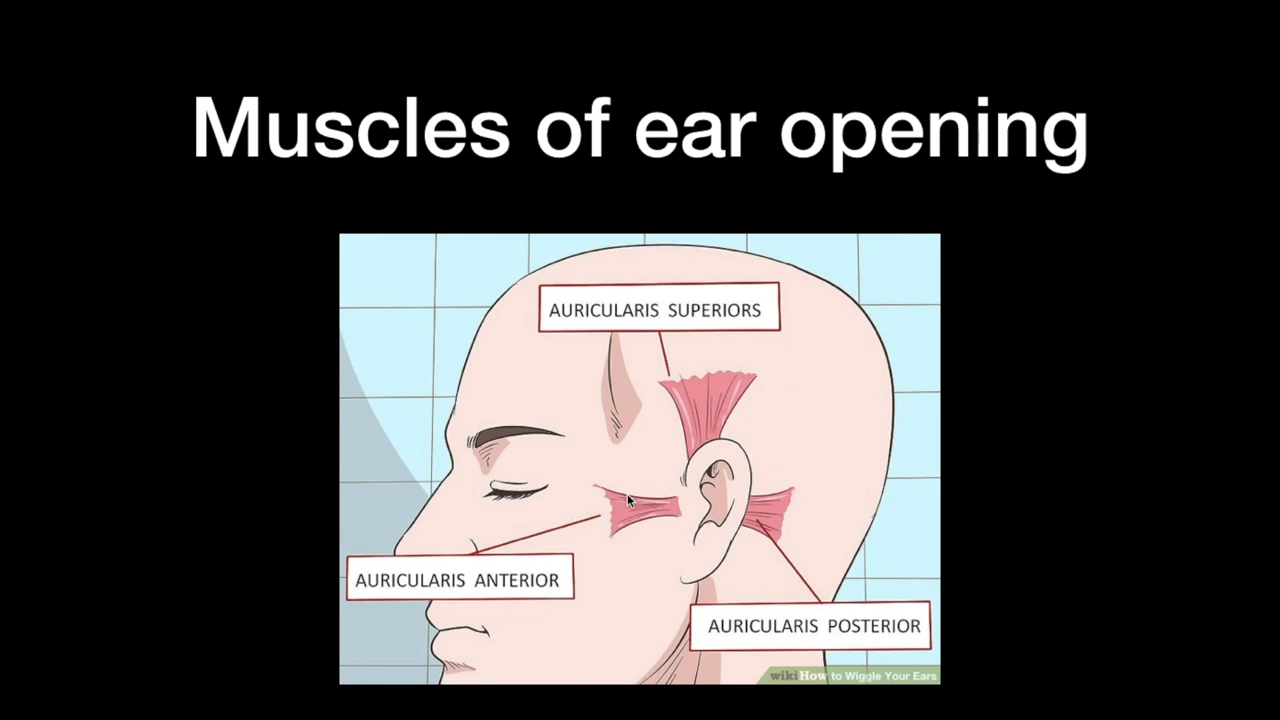 Muscles of ear opening
AURICULARIS SUPERIORS
AURICULARIS ANTERIOR
AURICULARIS POSTERIOR
wikiHow to Wiggle Your Ears